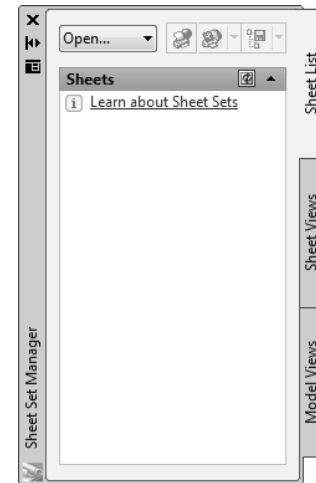 Open...
Sheets
Learn about Sheet Sets
Sheet List
Sheet Views
Model Views
Sheet Set Manager